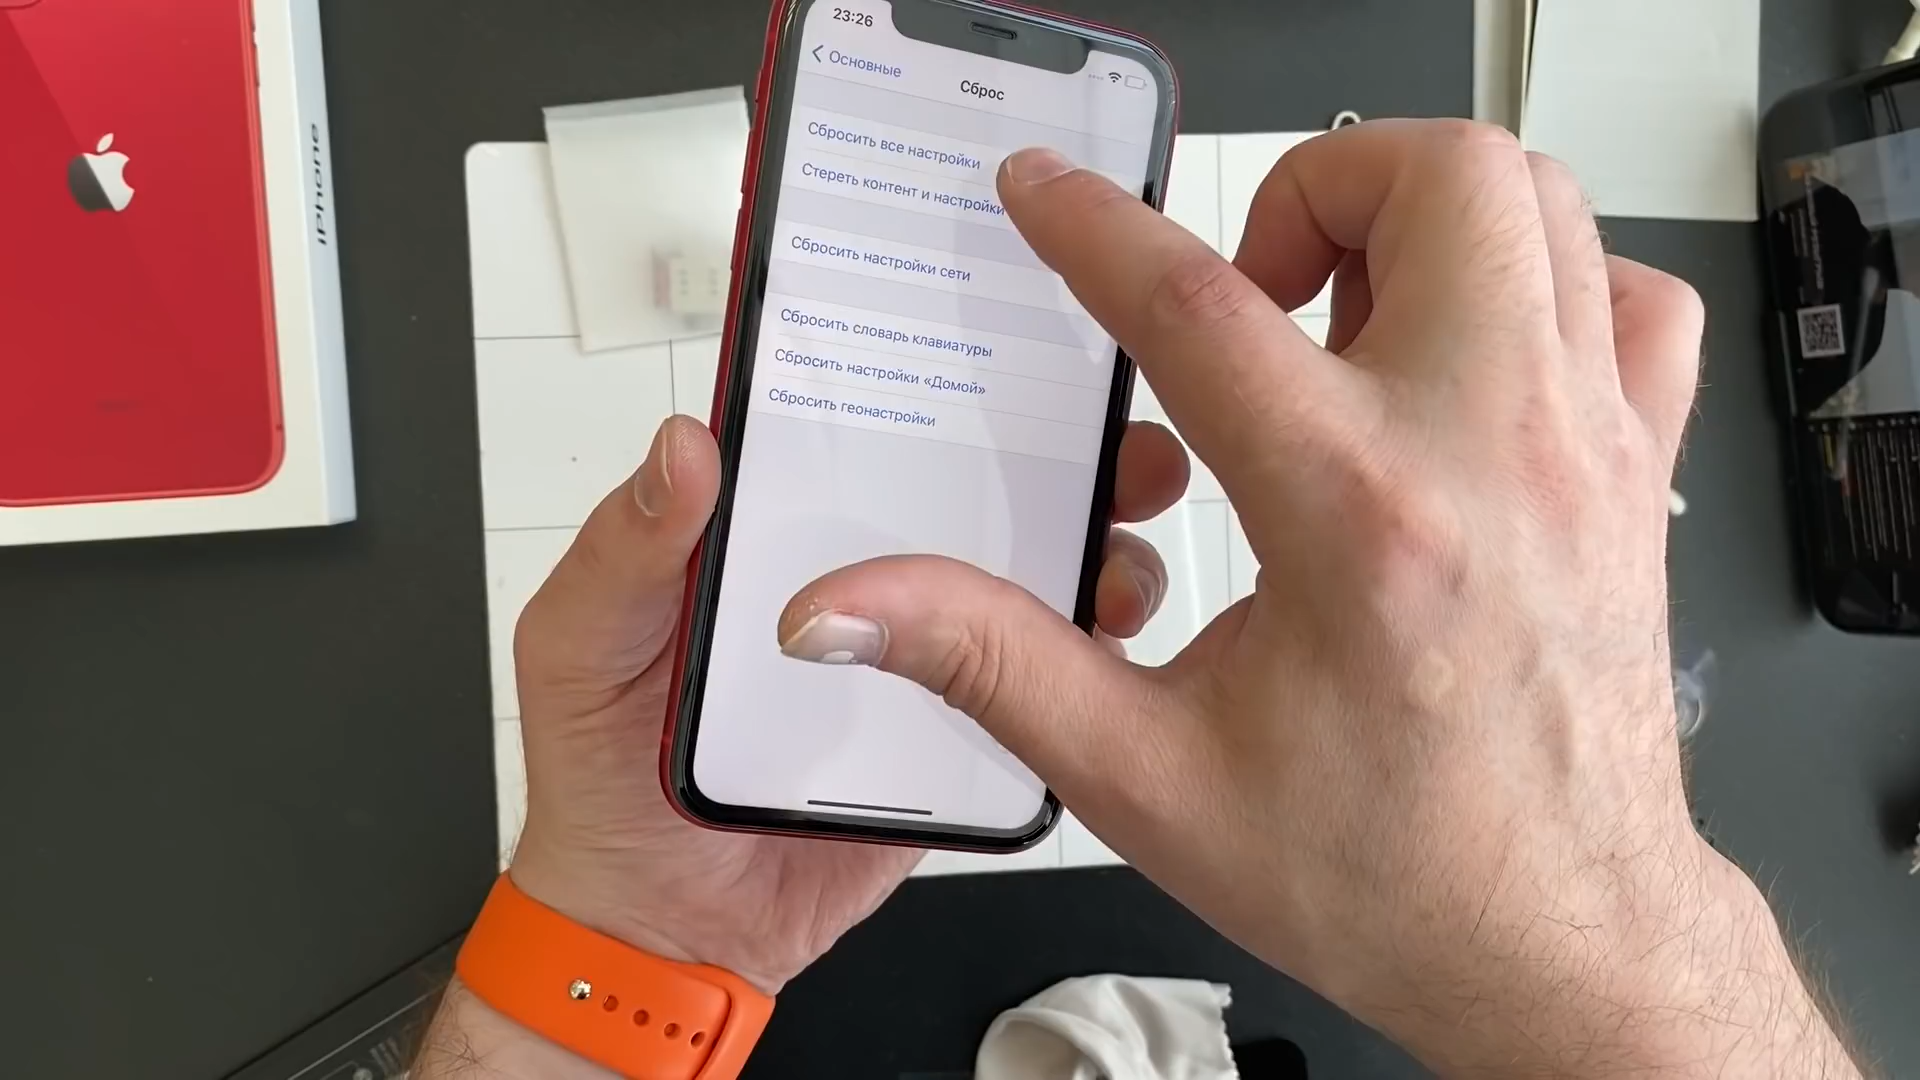 23:26
Основные
Сброс
Сбросить все настройки
Стереть контент и настройки
Сбросить настройки сети
Сбросить словарь клавиатуры
Сбросить настройки «Домой»
Сбросить геонастройки
iPhone